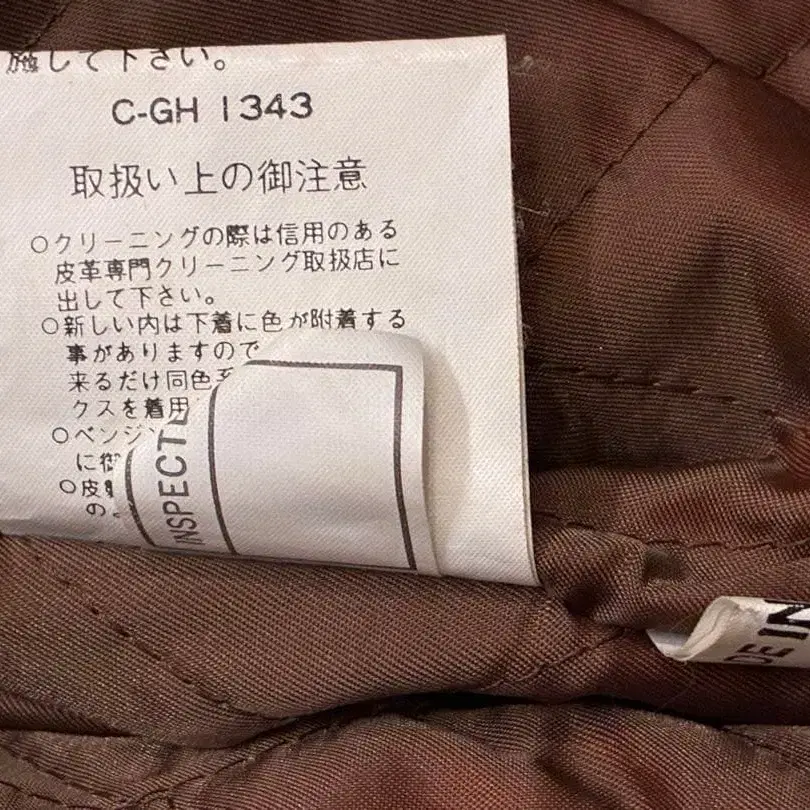 施して下さい。
C-GH 1343
取扱い上の御注意
○クリーニングの際は信用のある
皮革専門クリーニング取扱店に
出して下さい。
○新しい内は下着に色が附着する
事がありますので
来るだけ同色
クスを着用
○ベンジ
に御
○皮
の
INSPECTE
DE IN